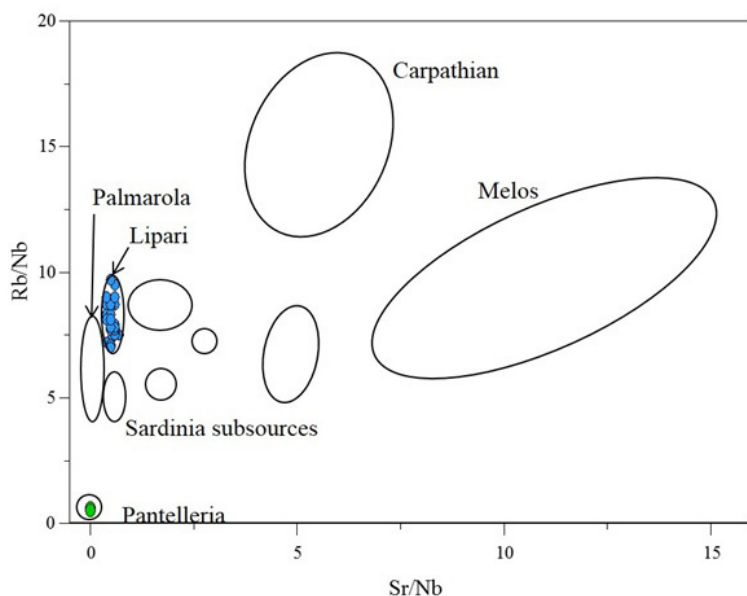 20
Carpathian
15
Melos
Palmarola
Lipari
Rb/Nb
10
5
Sardinia subsources
Pantelleria
0
0
5
10
15
Sr/Nb